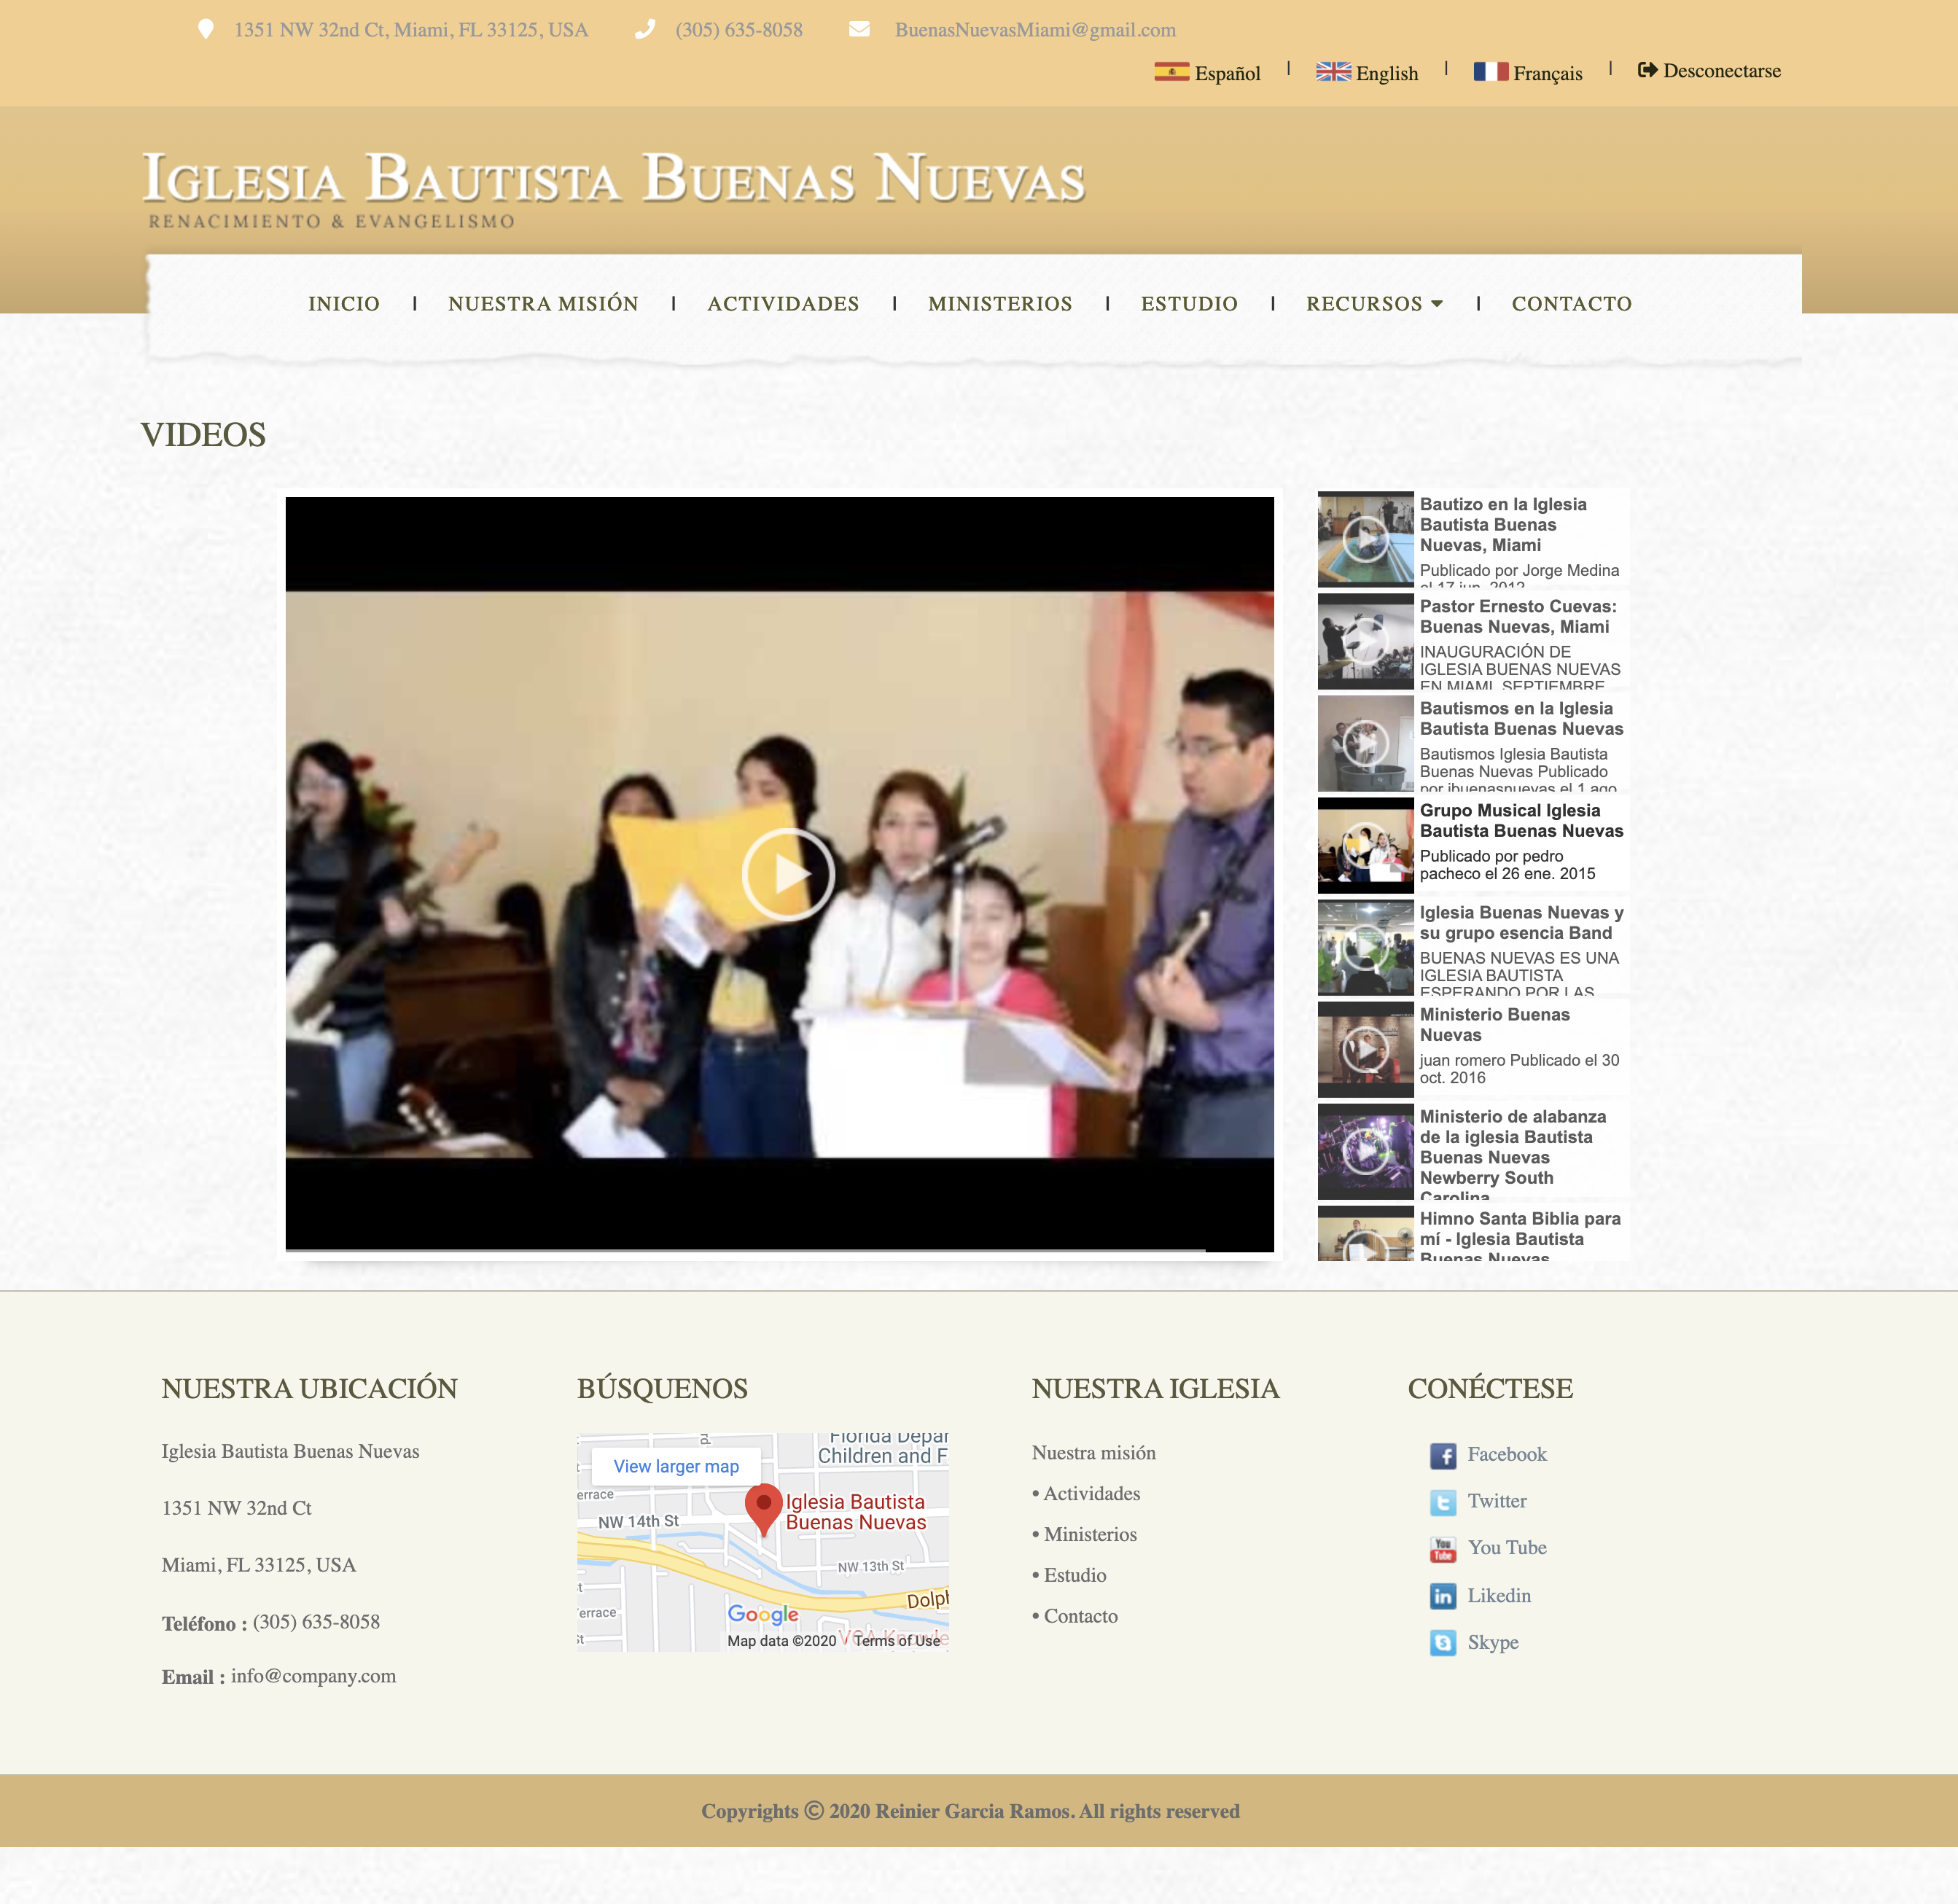 1351 NW 32nd Ct, Miami, FL 33125, USA (305) 635-8058 BuenasNuevasMiami@gmail.com
Español | English | Français | Desconectarse
IGLESIA BAUTISTA BUENAS NUEVAS
RENACIMIENTO & EVANGELISMO
INICIO | NUESTRA MISIÓN | ACTIVIDADES | MINISTERIOS | ESTUDIO | RECURSOS | CONTACTO
VIDEOS
Bautizo en la Iglesia
Bautista Buenas
Nuevas, Miami
Publicado por Jorge Medina
el 17 jun. 2012
Pastor Ernesto Cuevas:
Buenas Nuevas, Miami
INAUGURACIÓN DE
IGLESIA BUENAS NUEVAS
EN MIAMI, SEPTIEMBRE
Bautismos en la Iglesia
Bautista Buenas Nuevas
Bautismos Iglesia Bautista
Buenas Nuevas Publicado
por ibuenasnuevas el 1 ago
Grupo Musical Iglesia
Bautista Buenas Nuevas
Publicado por pedro
pacheco el 26 ene. 2015
Iglesia Buenas Nuevas y
su grupo esencia Band
BUENAS NUEVAS ES UNA
IGLESIA BAUTISTA
ESPERANDO POR LAS
Ministerio Buenas
Nuevas
juan romero Publicado el 30
oct. 2016
Ministerio de alabanza
de la iglesia Bautista
Buenas Nuevas
Newberry South
Carolina
Himno Santa Biblia para
mí - Iglesia Bautista
Buenas Nuevas
NUESTRA UBICACIÓN
Iglesia Bautista Buenas Nuevas
1351 NW 32nd Ct
Miami, FL 33125, USA
Teléfono : (305) 635-8058
Email : info@company.com
BÚSQUENOS
Florida Depar
Children and F
View larger map
errace
Iglesia Bautista
Buenas Nuevas
NW 14th St
NW 13th St
st
Dolph
Terrace
Google
st
Map data ©2020 Terms of Use
NUESTRA IGLESIA
Nuestra misión
• Actividades
• Ministerios
• Estudio
• Contacto
CONÉCTESE
Facebook
Twitter
You Tube
Likedin
Skype
Copyrights © 2020 Reinier Garcia Ramos. All rights reserved